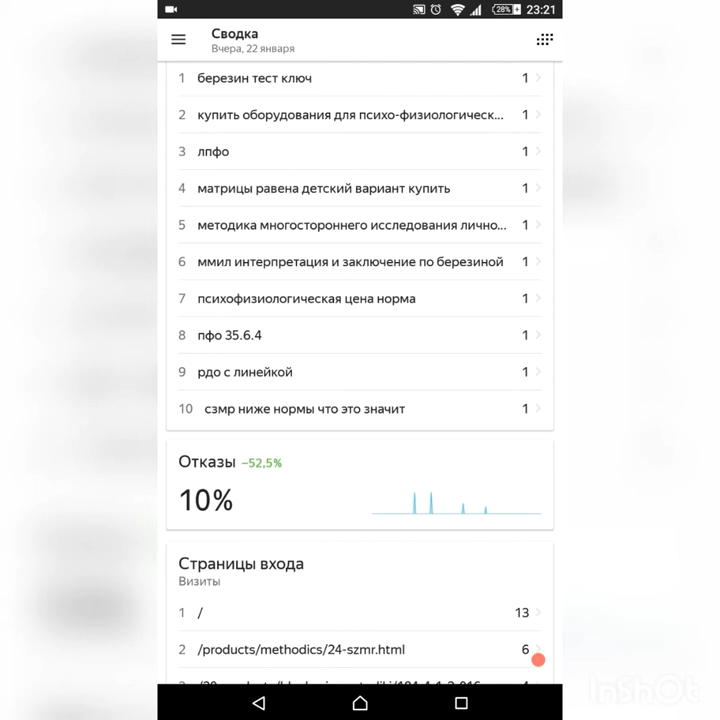 28%
23:21
Сводка
Вчера, 22 января
1 березин тест ключ 1
2 купить оборудования для психо-физиологическ... 1
3 лпфо 1
4 матрицы равена детский вариант купить 1
5 методика многостороннего исследования лично... 1
6 ммил интерпретация и заключение по березиной 1
7 психофизиологическая цена норма 1
8 пфо 35.6.4 1
9 рдо с линейкой 1
10 сзмр ниже нормы что это значит 1
Отказы −52,5%
10%
Страницы входа
Визиты
1 / 13
2 /products/methodics/24-szmr.html 6
InShOt